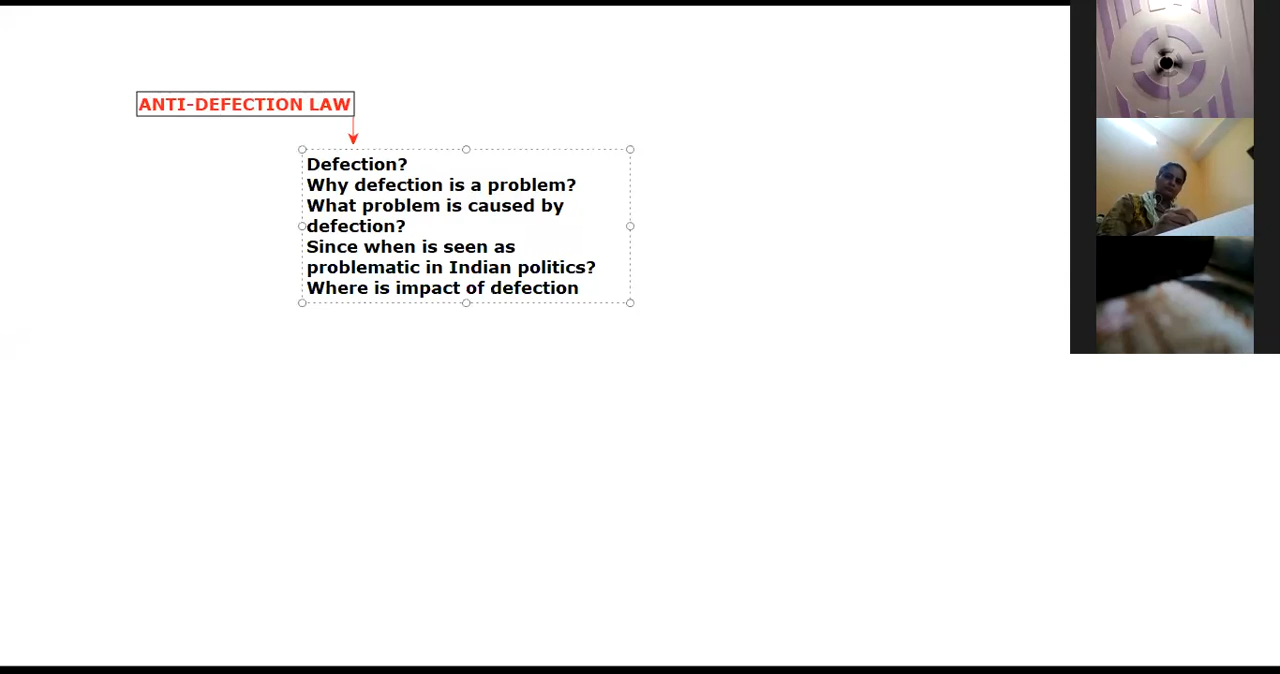 ANTI-DEFECTION LAW
Defection?
Why defection is a problem?
What problem is caused by
defection?
Since when is seen as
problematic in Indian politics?
Where is impact of defection